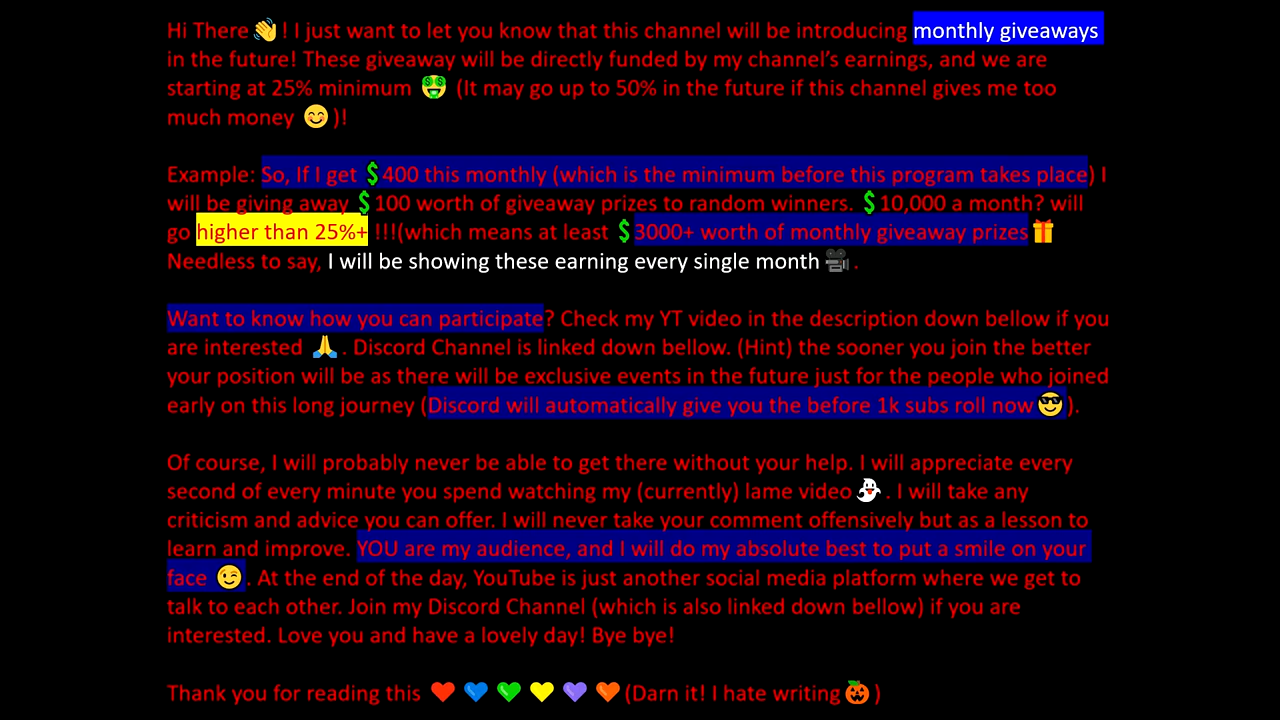 Hi There 👋! I just want to let you know that this channel will be introducing monthly giveaways
in the future! These giveaway will be directly funded by my channel’s earnings, and we are
starting at 25% minimum 🤑 (It may go up to 50% in the future if this channel gives me too
much money 😊)!
Example: So, If I get 💲400 this monthly (which is the minimum before this program takes place) I
will be giving away 💲100 worth of giveaway prizes to random winners. 💲10,000 a month? will
go higher than 25%+ !!!(which means at least 💲3000+ worth of monthly giveaway prizes🎁
Needless to say, I will be showing these earning every single month 🎥.
Want to know how you can participate? Check my YT video in the description down bellow if you
are interested 🙏. Discord Channel is linked down bellow. (Hint) the sooner you join the better
your position will be as there will be exclusive events in the future just for the people who joined
early on this long journey (Discord will automatically give you the before 1k subs roll now😎).
Of course, I will probably never be able to get there without your help. I will appreciate every
second of every minute you spend watching my (currently) lame video👻. I will take any
criticism and advice you can offer. I will never take your comment offensively but as a lesson to
learn and improve. YOU are my audience, and I will do my absolute best to put a smile on your
face 😉. At the end of the day, YouTube is just another social media platform where we get to
talk to each other. Join my Discord Channel (which is also linked down bellow) if you are
interested. Love you and have a lovely day! Bye bye!
Thank you for reading this ❤️ 💙 💚 💛 💜 🧡(Darn it! I hate writing🎃)